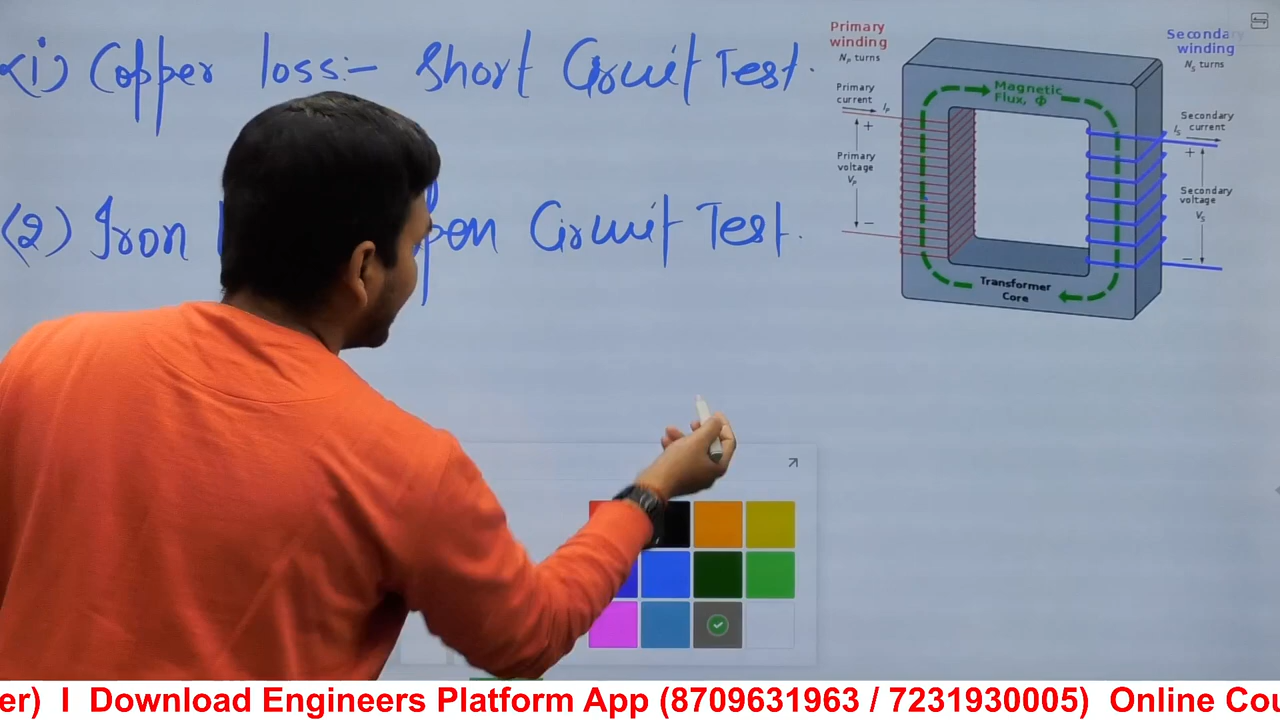 (i) Copper loss:- Short Circuit Test.
(2) Iron open Circuit Test.
Primary
winding
Np turns
Secondary
winding
Ns turns
Primary
current
Ip
+
Primary
voltage
Vp
−
Magnetic
Flux, Φ
Transformer
Core
Is
Secondary
current
+
Secondary
voltage
Vs
−
er) I Download Engineers Platform App (8709631963 / 7231930005) Online Cou